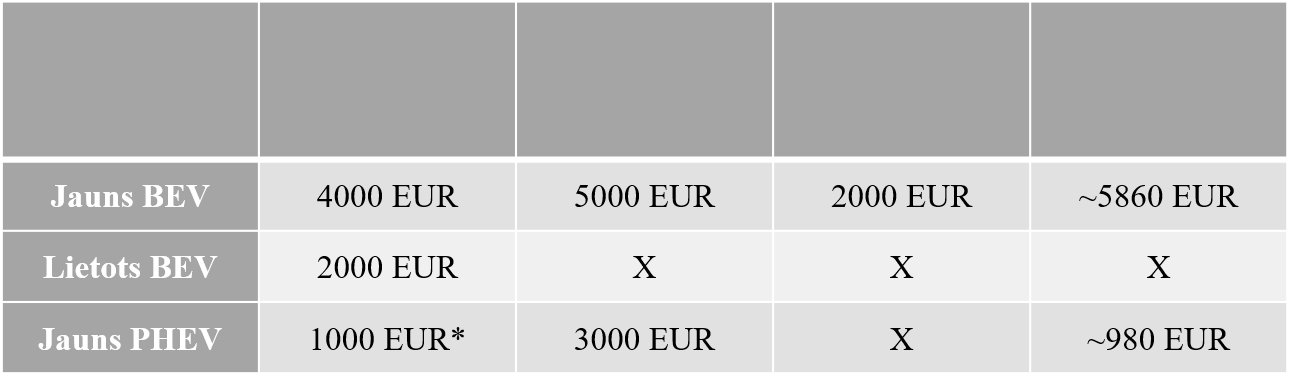 Jauns BEV 4000 EUR 5000 EUR 2000 EUR ~5860 EUR
Lietots BEV 2000 EUR X X X
Jauns PHEV 1000 EUR* 3000 EUR X ~980 EUR